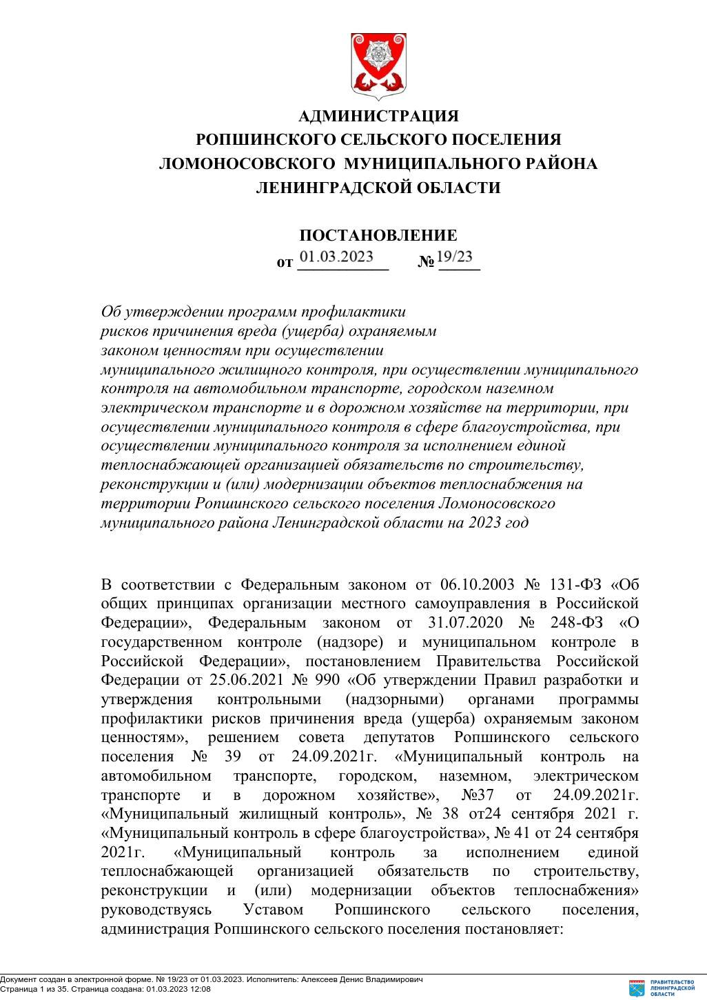 АДМИНИСТРАЦИЯ
РОПШИНСКОГО СЕЛЬСКОГО ПОСЕЛЕНИЯ
ЛОМОНОСОВСКОГО МУНИЦИПАЛЬНОГО РАЙОНА
ЛЕНИНГРАДСКОЙ ОБЛАСТИ
ПОСТАНОВЛЕНИЕ
от 01.03.2023 № 19/23
Об утверждении программ профилактики
рисков причинения вреда (ущерба) охраняемым
законом ценностям при осуществлении
муниципального жилищного контроля, при осуществлении муниципального
контроля на автомобильном транспорте, городском наземном
электрическом транспорте и в дорожном хозяйстве на территории, при
осуществлении муниципального контроля в сфере благоустройства, при
осуществлении муниципального контроля за исполнением единой
теплоснабжающей организацией обязательств по строительству,
реконструкции и (или) модернизации объектов теплоснабжения на
территории Ропшинского сельского поселения Ломоносовского
муниципального района Ленинградской области на 2023 год
В соответствии с Федеральным законом от 06.10.2003 № 131-ФЗ «Об
общих принципах организации местного самоуправления в Российской
Федерации», Федеральным законом от 31.07.2020 № 248-ФЗ «О
государственном контроле (надзоре) и муниципальном контроле в
Российской Федерации», постановлением Правительства Российской
Федерации от 25.06.2021 № 990 «Об утверждении Правил разработки и
утверждения контрольными (надзорными) органами программы
профилактики рисков причинения вреда (ущерба) охраняемым законом
ценностям», решением совета депутатов Ропшинского сельского
поселения № 39 от 24.09.2021г. «Муниципальный контроль на
автомобильном транспорте, городском, наземном, электрическом
транспорте и в дорожном хозяйстве», №37 от 24.09.2021г.
«Муниципальный жилищный контроль», № 38 от24 сентября 2021 г.
«Муниципальный контроль в сфере благоустройства», № 41 от 24 сентября
2021г. «Муниципальный контроль за исполнением единой
теплоснабжающей организацией обязательств по строительству,
реконструкции и (или) модернизации объектов теплоснабжения»
руководствуясь Уставом Ропшинского сельского поселения,
администрация Ропшинского сельского поселения постановляет:
Документ создан в электронной форме. № 19/23 от 01.03.2023. Исполнитель: Алексеев Денис Владимирович
Страница 1 из 35. Страница создана: 01.03.2023 12:08
ПРАВИТЕЛЬСТВО
ЛЕНИНГРАДСКОЙ
ОБЛАСТИ